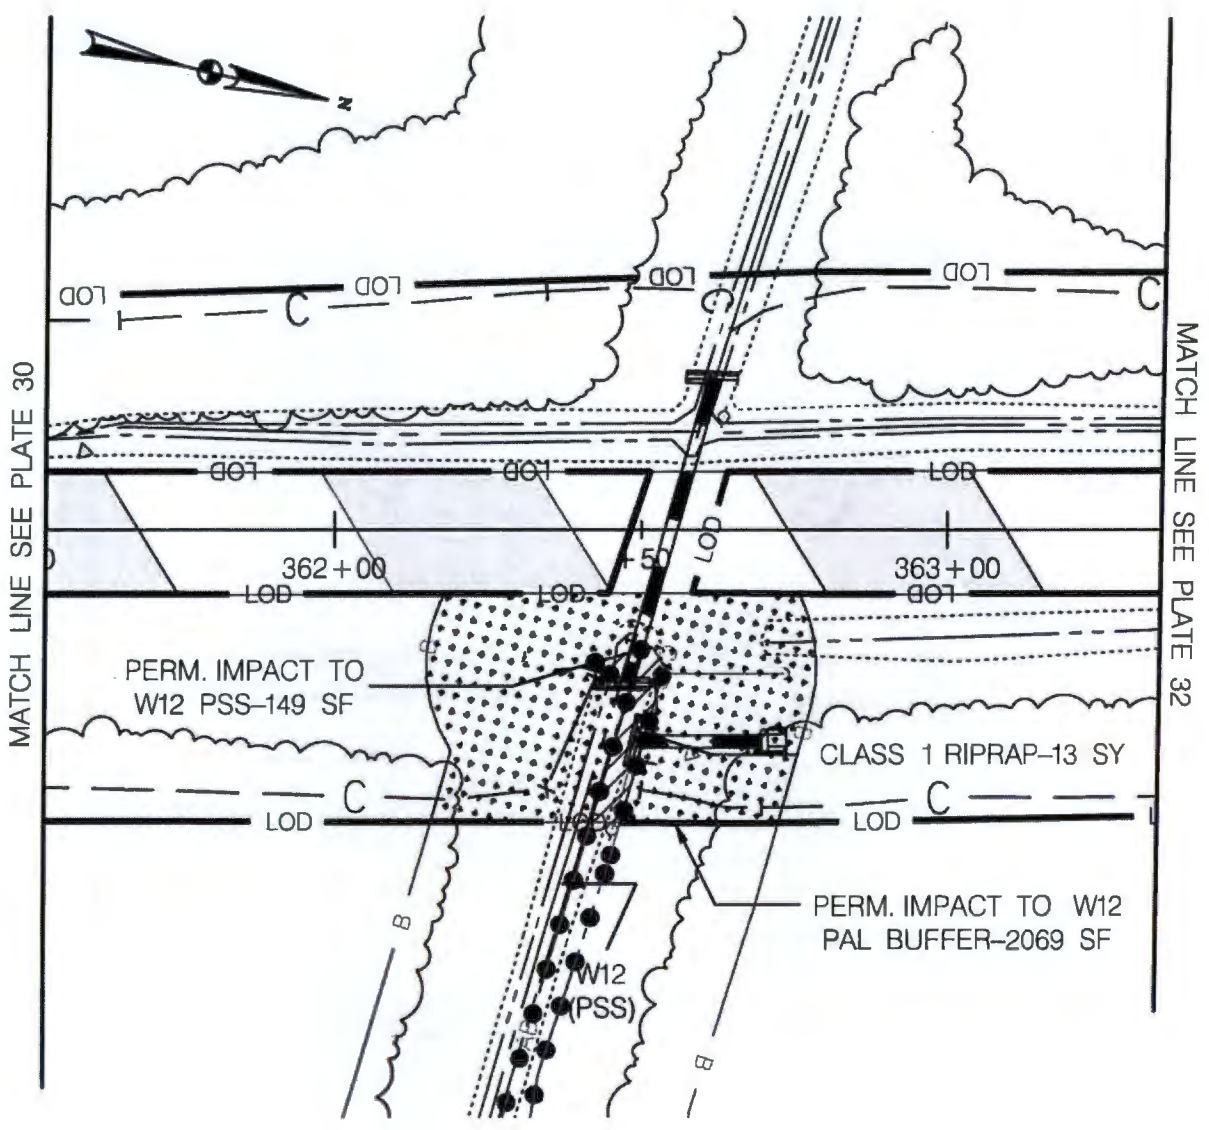 N
LOD LOD LOD LOD
C C C
MATCH LINE SEE PLATE 30
MATCH LINE SEE PLATE 32
LOD LOD LOD
LOD
362+00 +50 363+00
LOD LOD LOD
B
PERM. IMPACT TO
W12 PSS-149 SF
CLASS 1 RIPRAP-13 SY
C C
LOD LOD LOD
PERM. IMPACT TO W12
PAL BUFFER-2069 SF
B
W12
(PSS)
B